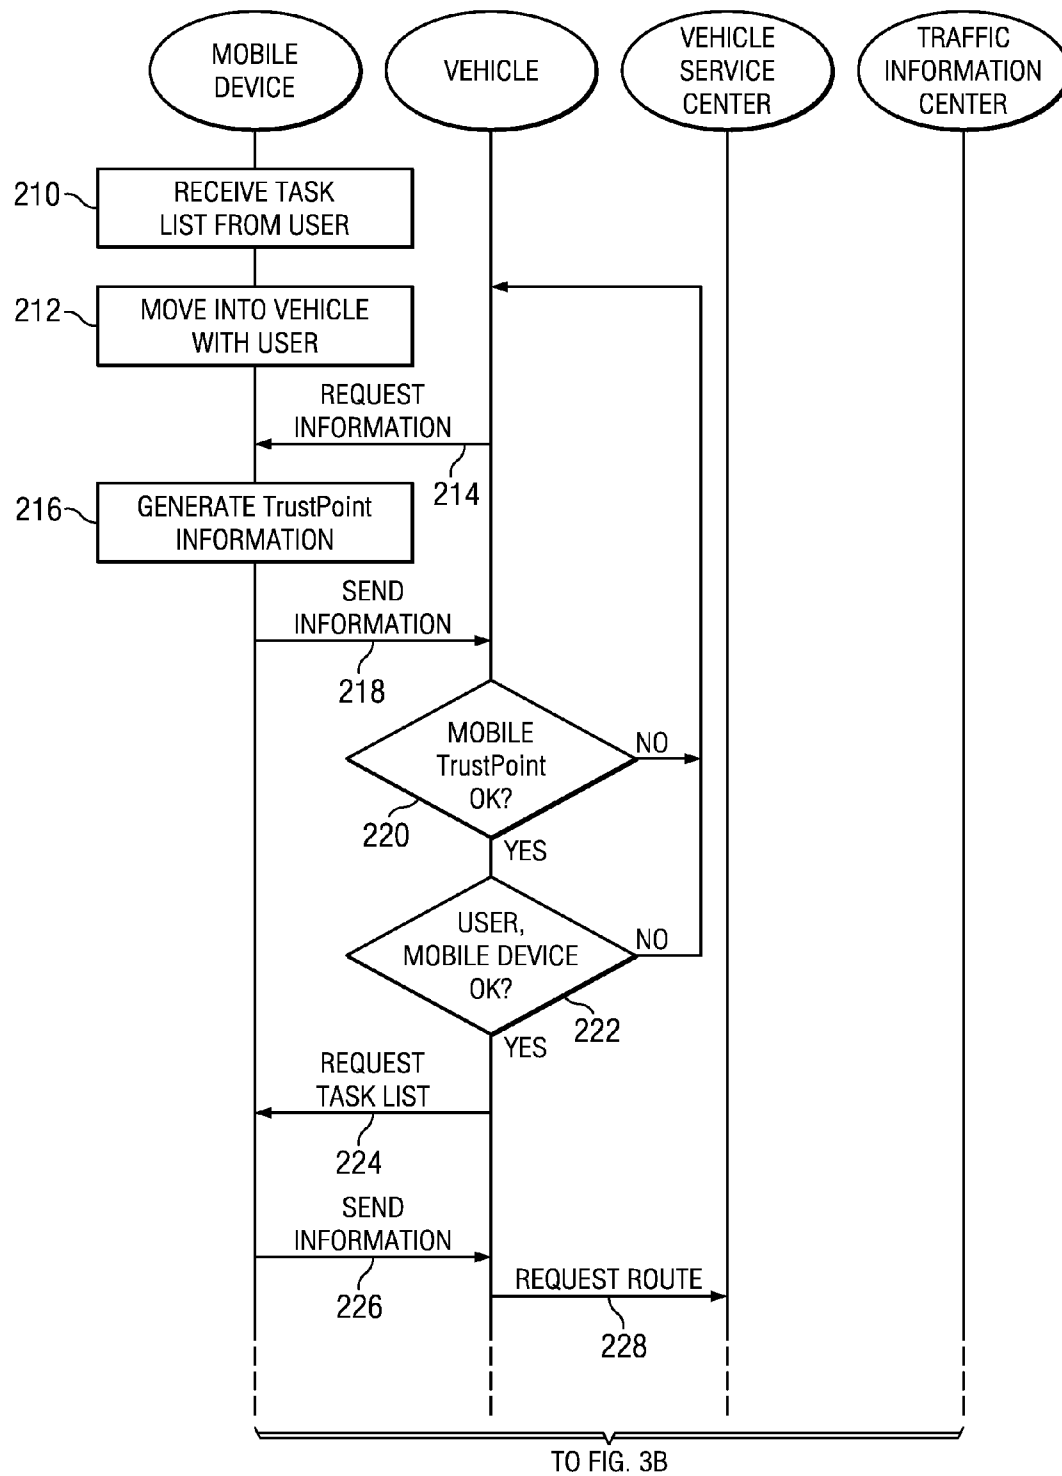 MOBILE
DEVICE
VEHICLE
VEHICLE
SERVICE
CENTER
TRAFFIC
INFORMATION
CENTER
210
RECEIVE TASK
LIST FROM USER
212
MOVE INTO VEHICLE
WITH USER
REQUEST
INFORMATION
214
216
GENERATE TrustPoint
INFORMATION
SEND
INFORMATION
218
MOBILE
TrustPoint
OK?
NO
220
YES
USER,
MOBILE DEVICE
OK?
NO
222
YES
REQUEST
TASK LIST
224
SEND
INFORMATION
226
REQUEST ROUTE
228
TO FIG. 3B